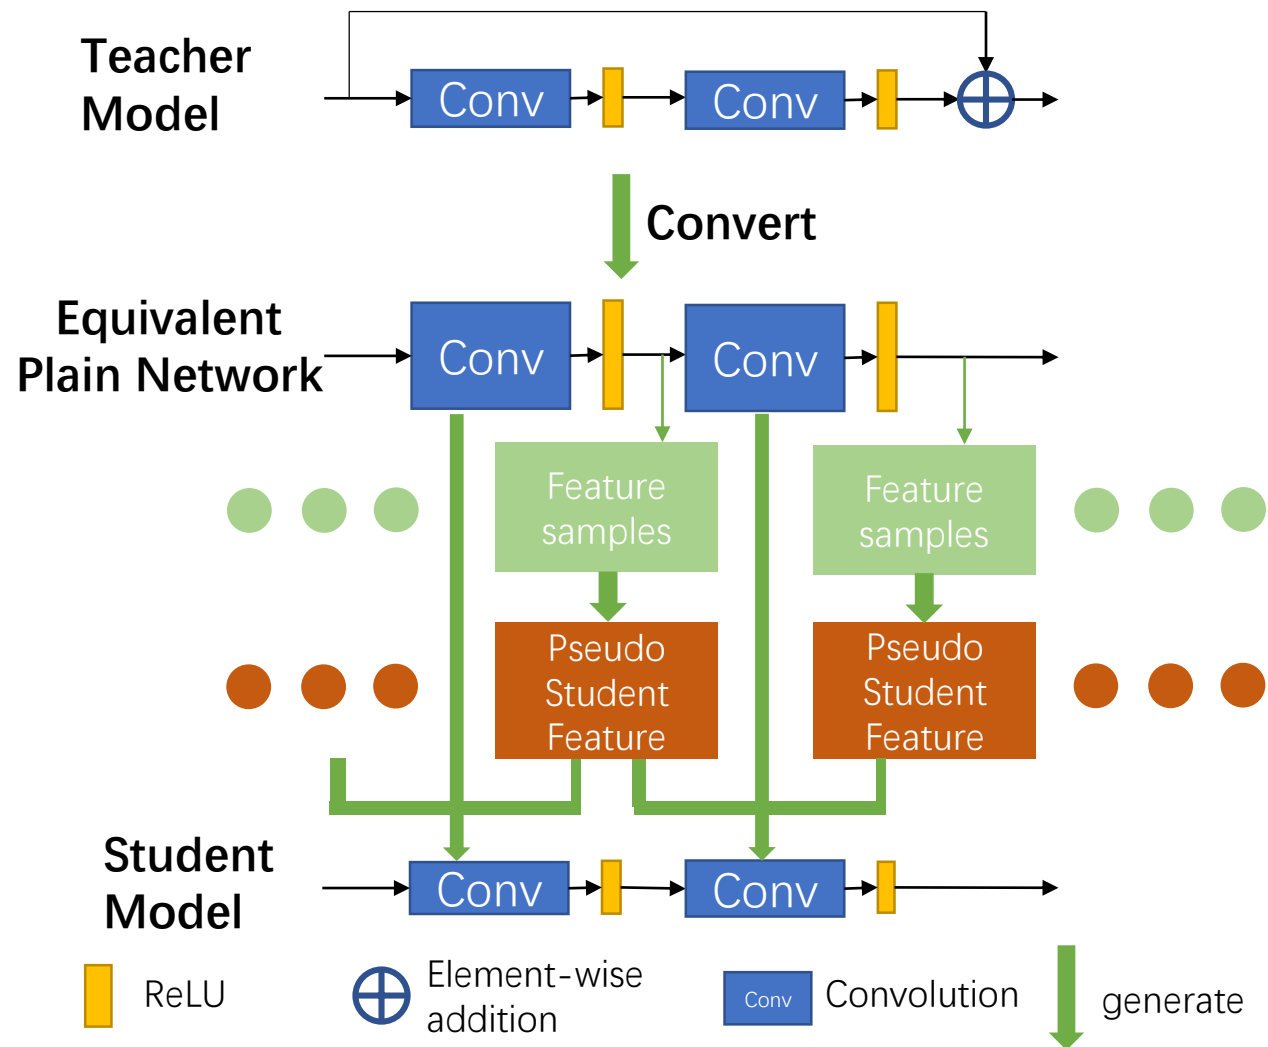 Teacher
Model
Conv
Conv
Convert
Equivalent
Plain Network
Conv
Conv
Feature
samples
Feature
samples
Pseudo
Student
Feature
Pseudo
Student
Feature
Student
Model
Conv
Conv
ReLU
Element-wise
addition
Conv
Convolution
generate